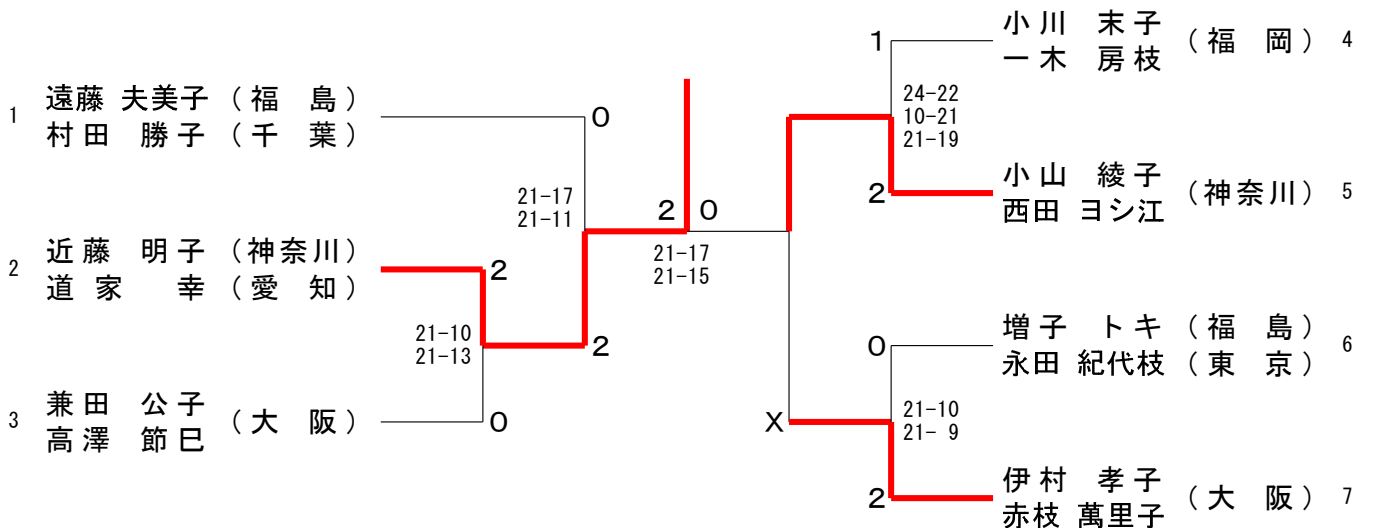 1 遠藤 夫美子 (福 島)
村田 勝子 (千 葉)
0
21-17
21-11
2 近藤 明子 (神奈川)
道家 幸 (愛 知)
2
21-10
21-13
2
3 兼田 公子
高澤 節巳 (大 阪)
0
2 0
21-17
21-15
1
小川 末子
一木 房枝 (福 岡) 4
24-22
10-21
21-19
2
小山 綾子
西田 ヨシ江 (神奈川) 5
0
増子 トキ (福 島)
永田 紀代枝 (東 京) 6
X
21-10
21- 9
2
伊村 孝子
赤枝 萬里子 (大 阪) 7